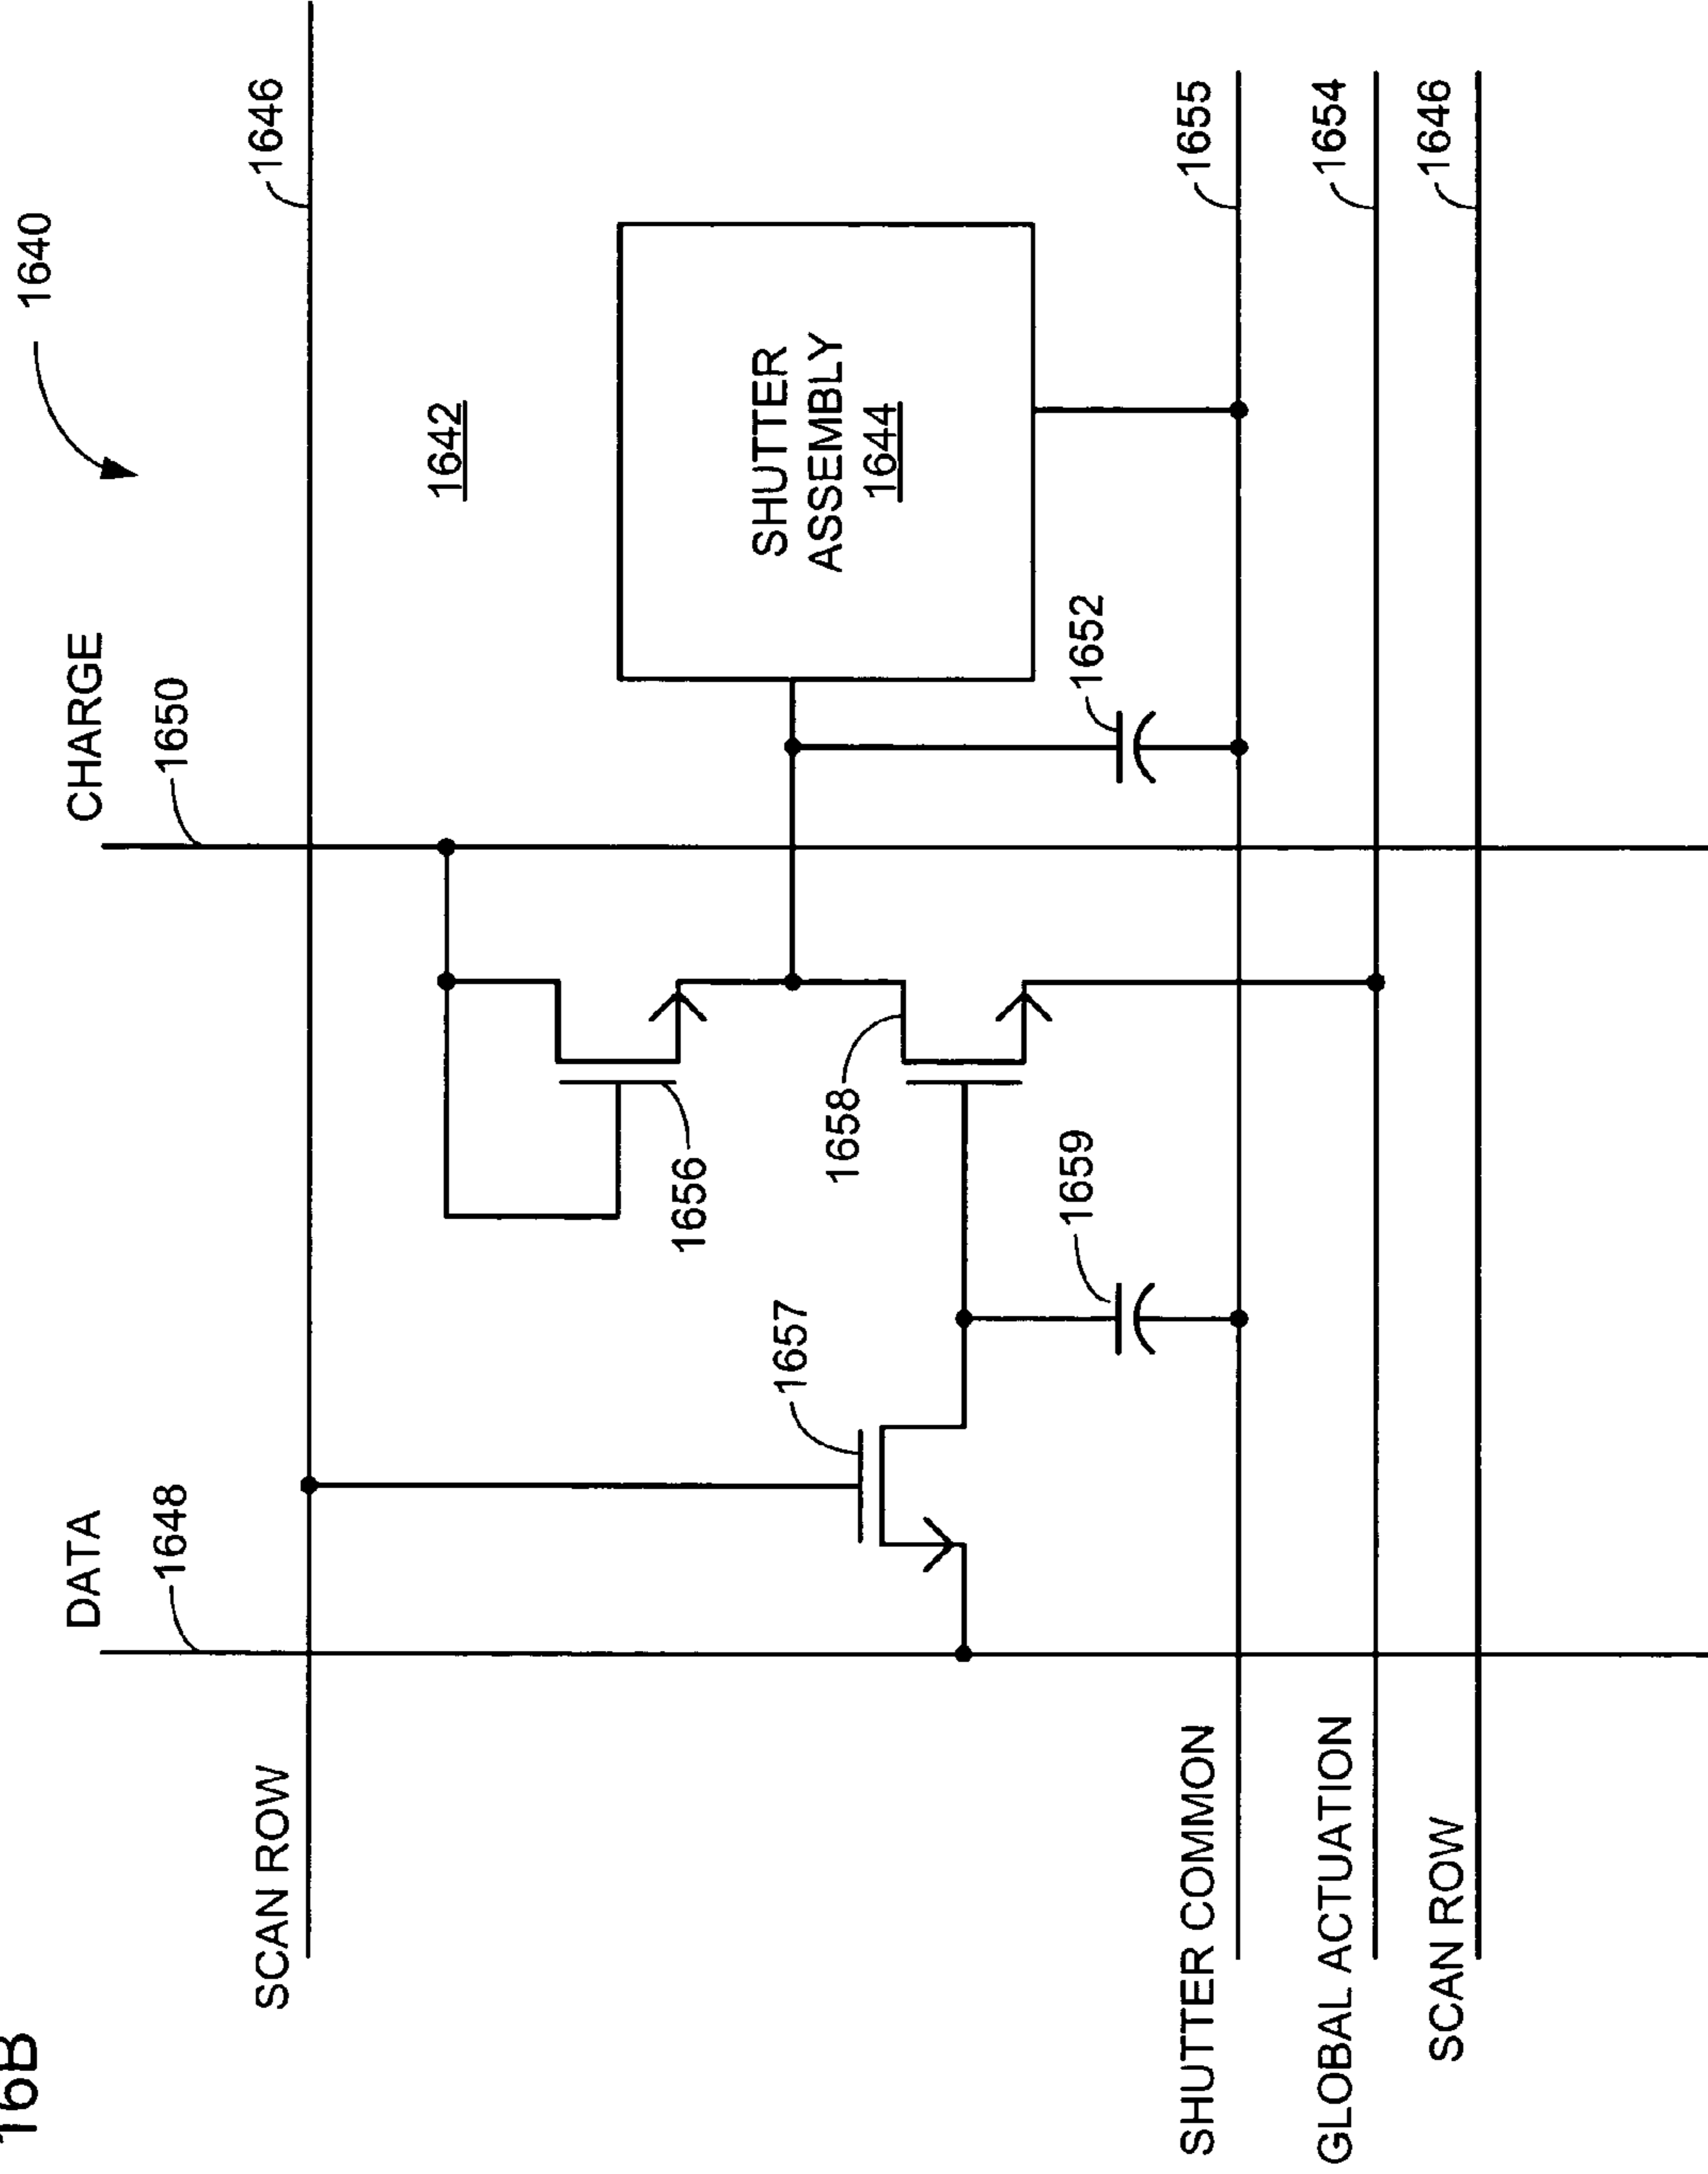 16B
1640
DATA
1648
CHARGE
1650
SCAN ROW
1646
1642
1657
1656
1658
1659
SHUTTER
ASSEMBLY
1644
1652
SHUTTER COMMON
1655
GLOBAL ACTUATION
1654
SCAN ROW
1646